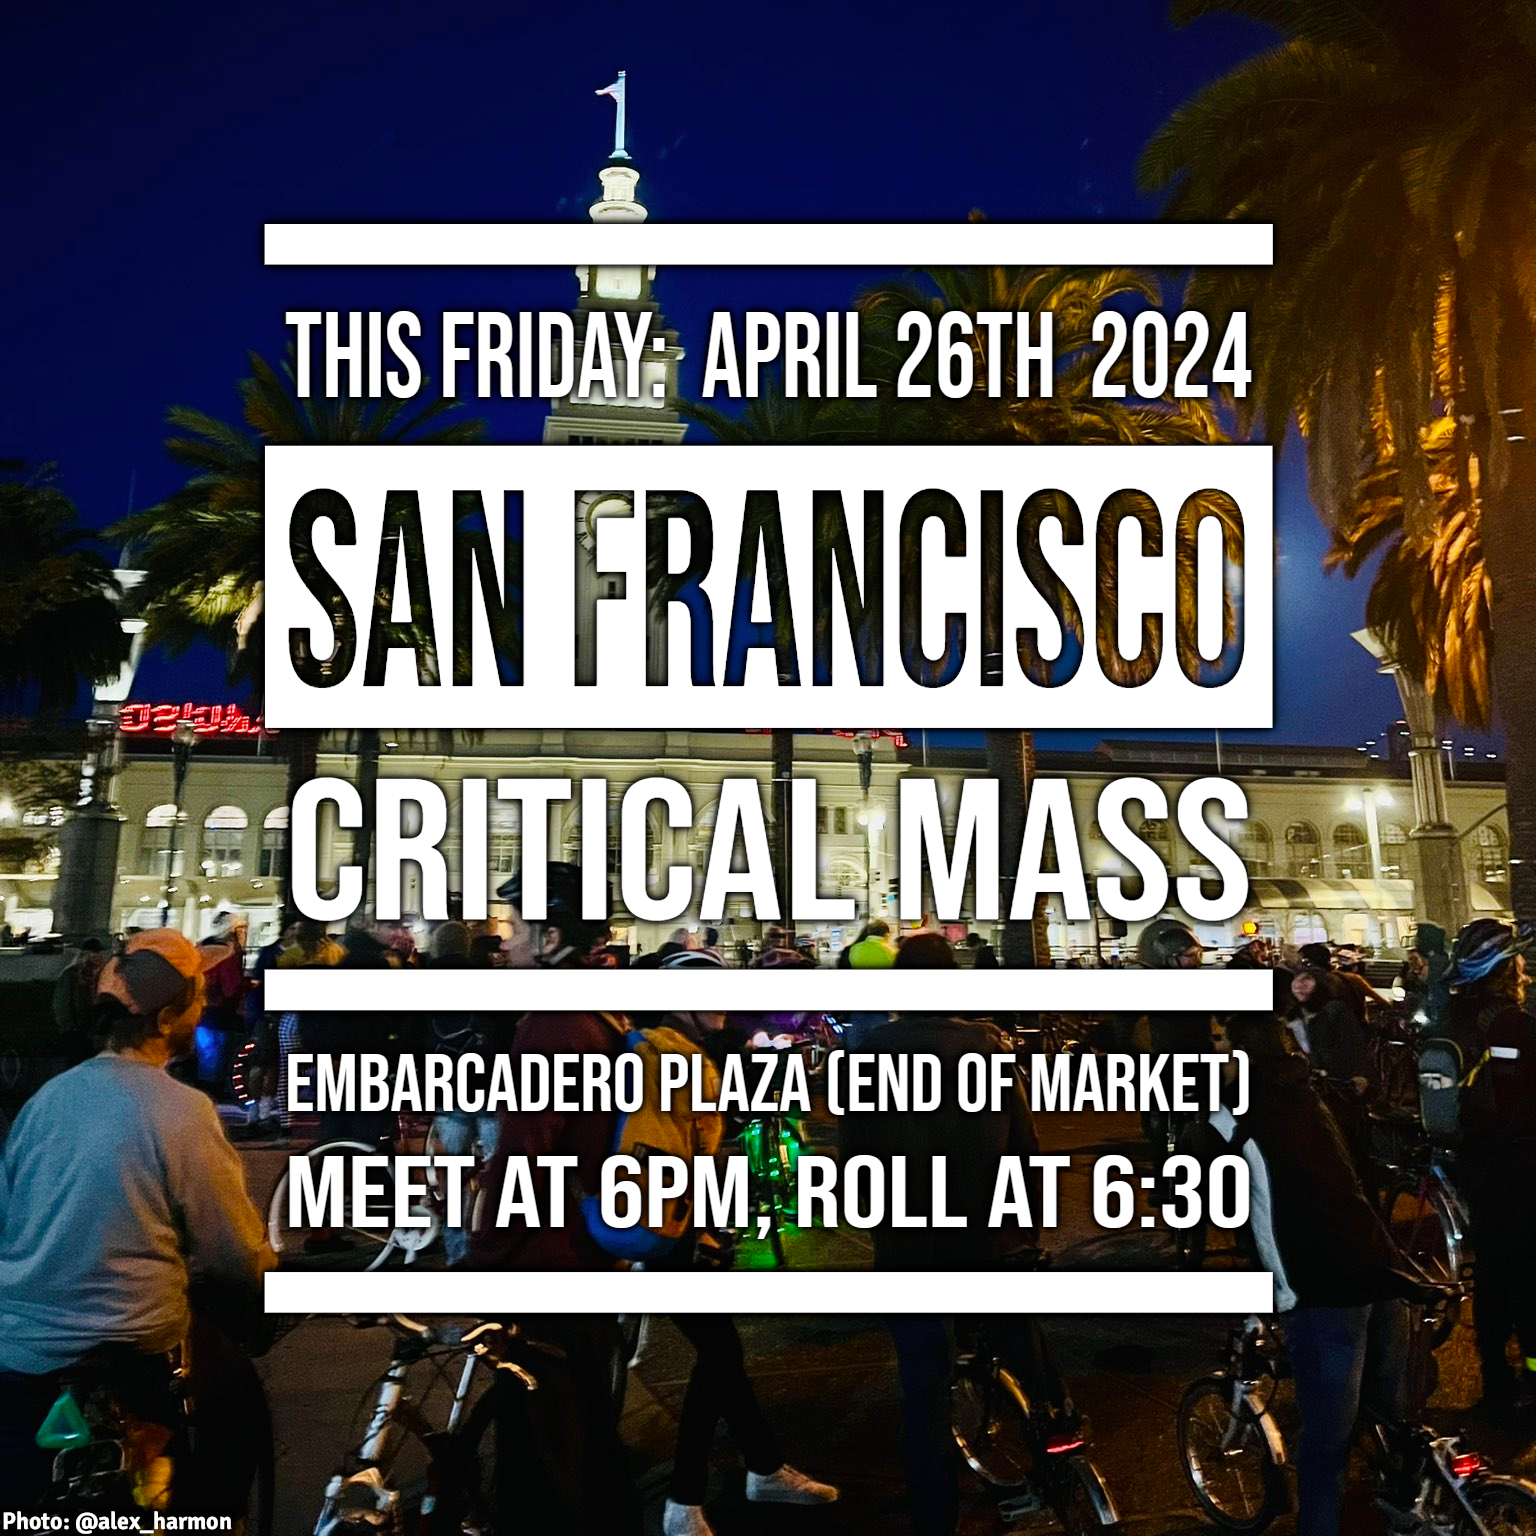 THIS FRIDAY: APRIL 26TH 2024
SAN FRANCISCO
CRITICAL MASS
EMBARCADERO PLAZA (END OF MARKET)
MEET AT 6PM, ROLL AT 6:30
Photo: @alex_harmon